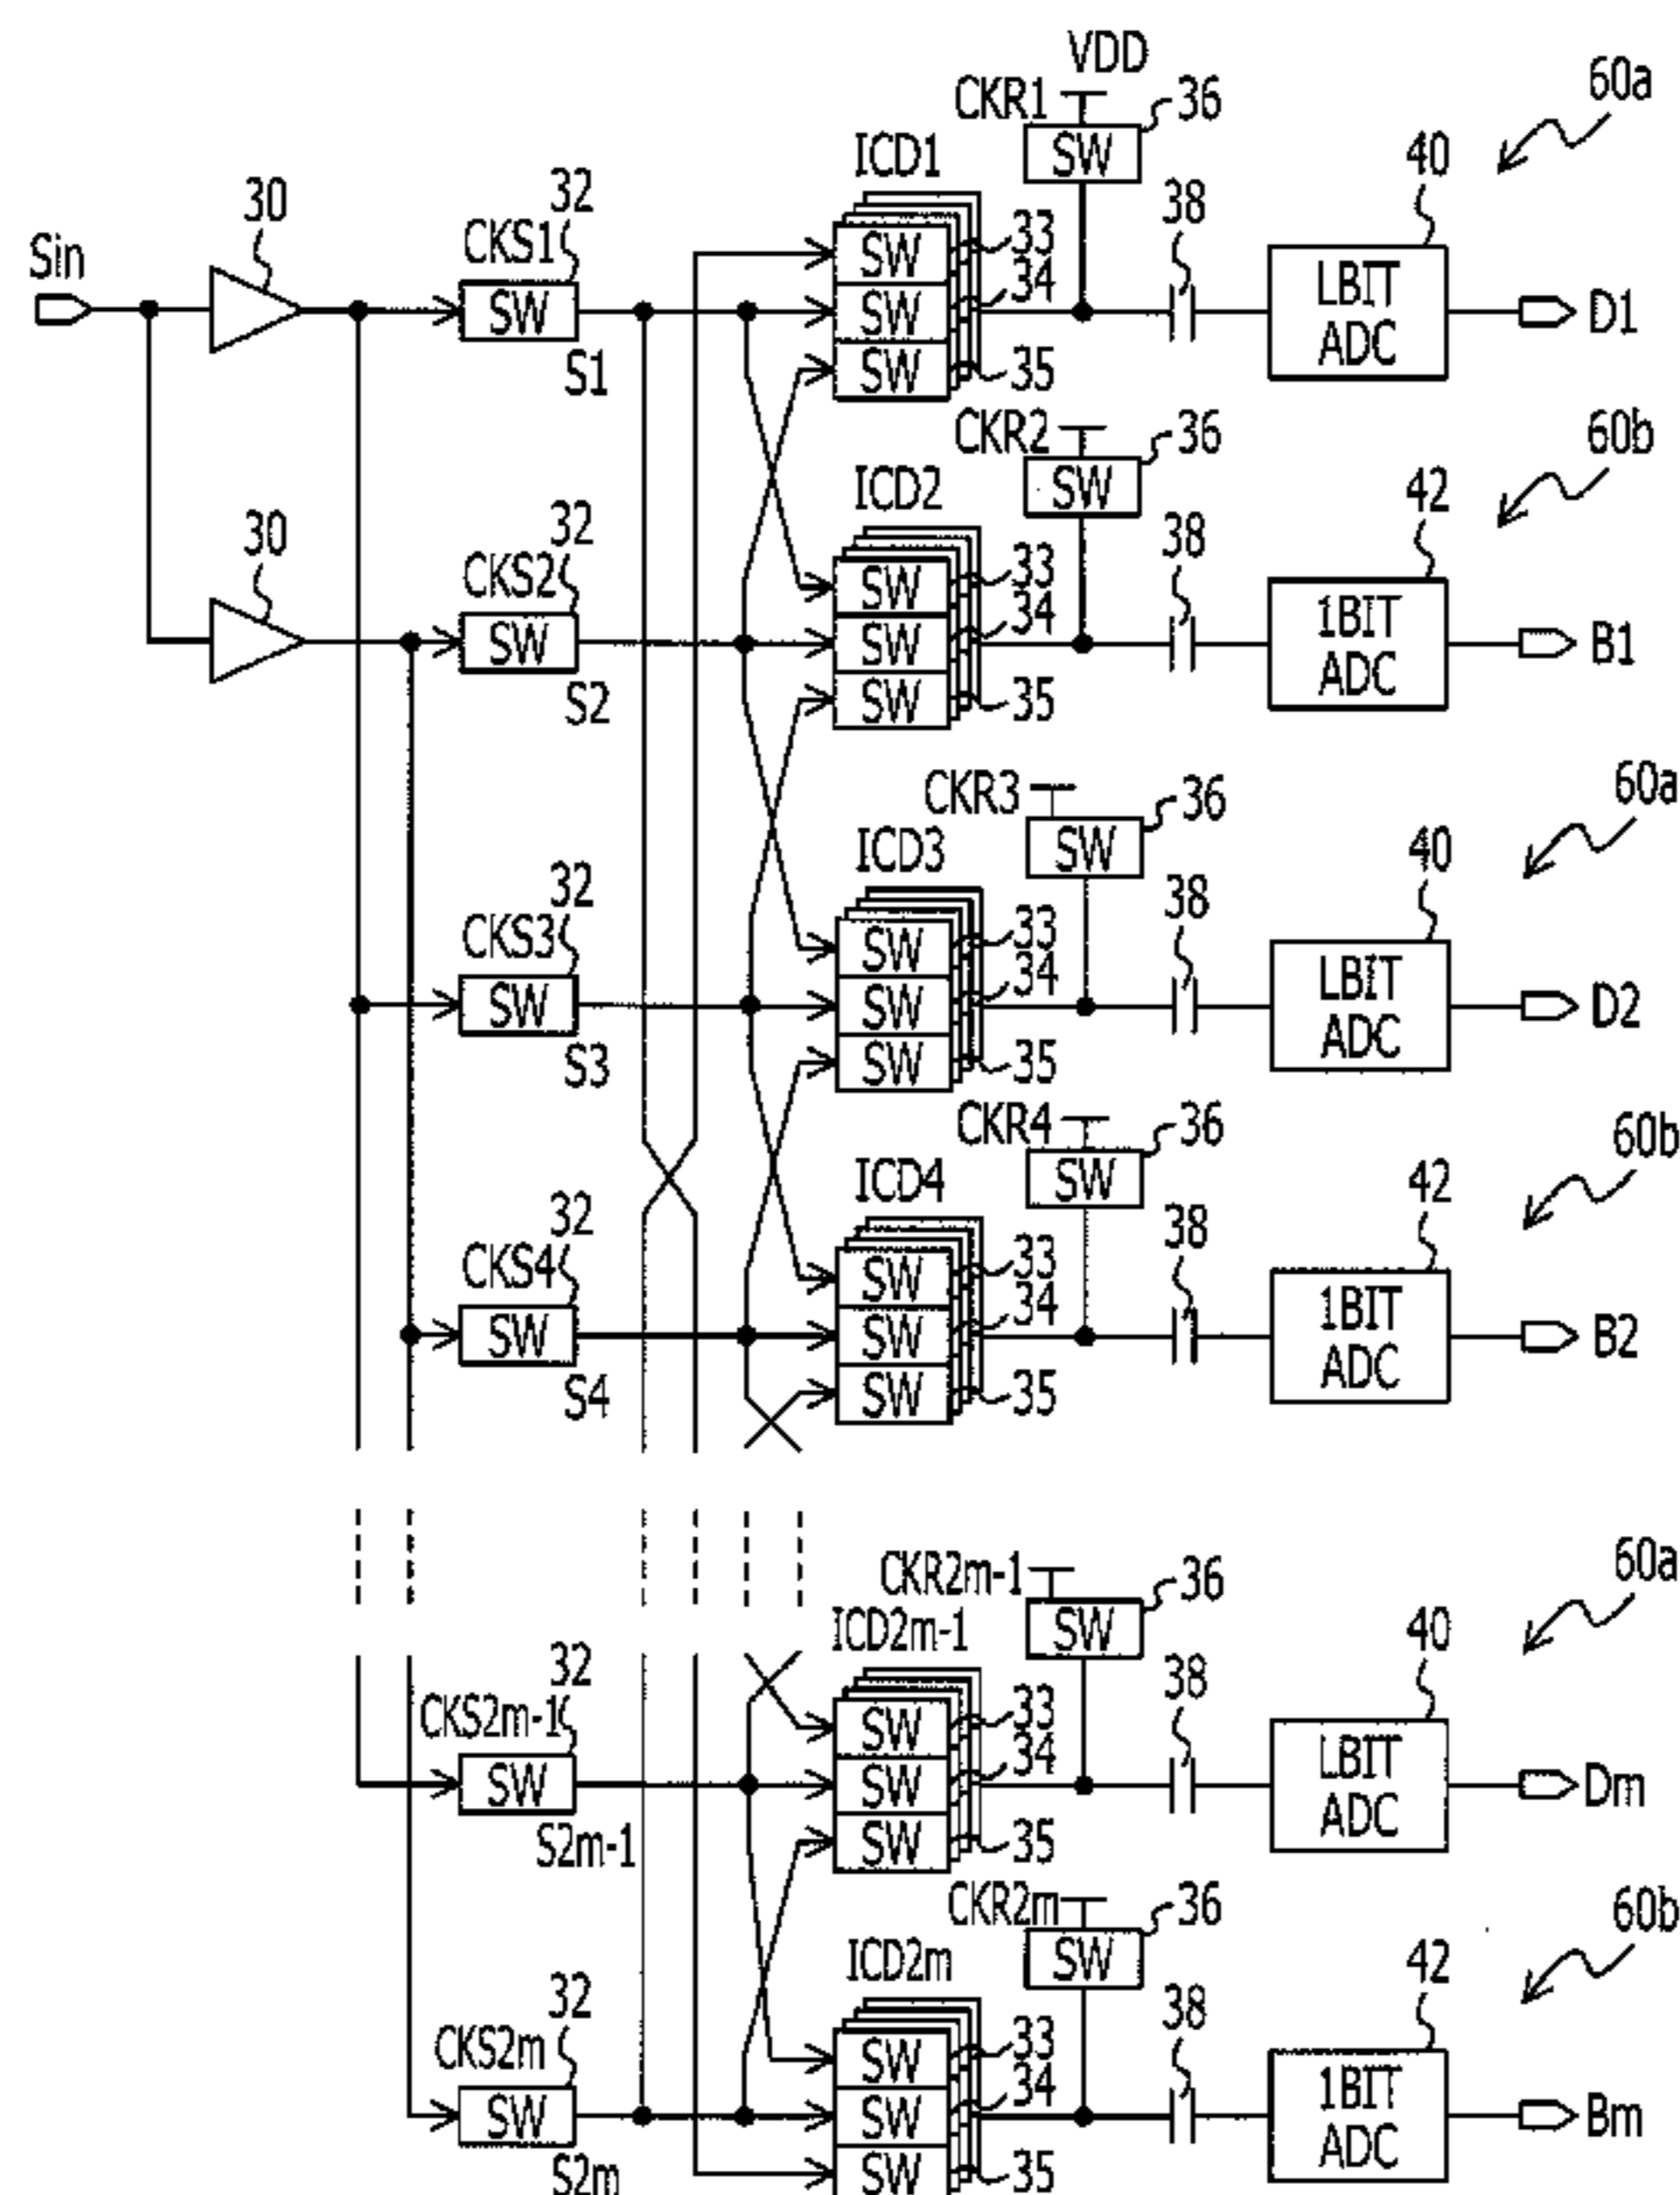 VDD
CKR1 36 60a
SW
ICD1 40
30 32 38
Sin CKS1 SW 33 LBIT
SW SW 34 ADC D1
S1 SW 35
CKR2 36 60b
SW
ICD2 42
30 32 38
CKS2 SW 33 1BIT
SW SW 34 ADC B1
S2 SW 35
CKR3 36 60a
SW
ICD3 40
32 38
CKS3 SW 33 LBIT
SW SW 34 ADC D2
S3 SW 35
CKR4 36 60b
SW
ICD4 42
32 38
CKS4 SW 33 1BIT
SW SW 34 ADC B2
S4 SW 35
CKR2m-1 36 60a
SW
ICD2m-1 40
32 38
CKS2m-1 SW 33 LBIT
SW SW 34 ADC Dm
S2m-1 SW 35
CKR2m 36 60b
SW
ICD2m 42
32 38
CKS2m SW 33 1BIT
SW SW 34 ADC Bm
S2m SW 35